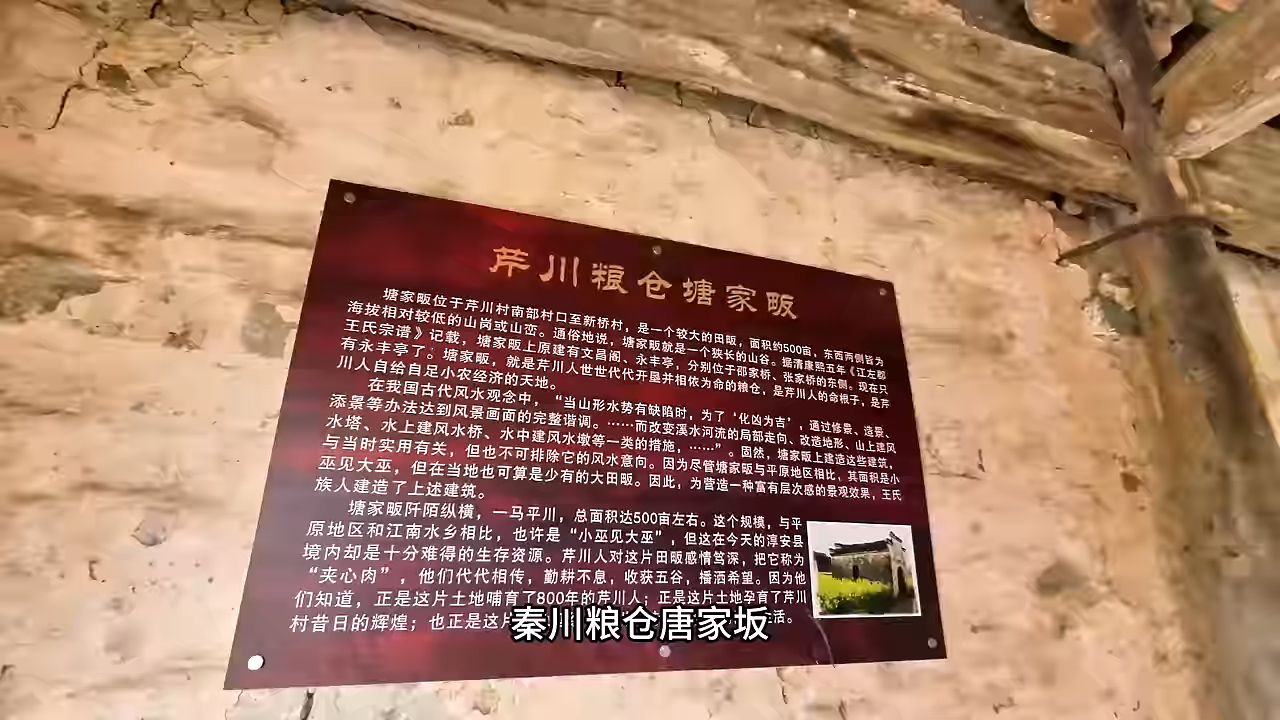 芹川粮仓塘家畈
塘家畈位于芹川村南部村口至新桥村，是一个较大的田畈，面积约500亩，东西两侧皆为
海拔相对较低的山岗或山峦。通俗地说，塘家畈就是一个狭长的山谷。据清康熙五年《江左郡
王氏宗谱》记载，塘家畈上原建有文昌阁、永丰亭，分别位于邵家桥、张家桥的东侧。现在只
有永丰亭了。塘家畈，就是芹川人世世代代开垦并相依为命的粮仓，是芹川人的命根子，是芹
川人自给自足小农经济的天地。
在我国古代风水观念中，“当山形水势有缺陷时，为了‘化凶为吉’，通过修景、造景、
添景等办法达到风景画面的完整谐调。……而改变溪水河流的局部走向、改造地形、山上建风
水塔、水上建风水桥、水中建风水墩等一类的措施，……”。固然，塘家畈上建造这些建筑，
与当时实用有关，但也不可排除它的风水意向。因为尽管塘家畈与平原地区相比，其面积是小
巫见大巫，但在当地也可算是少有的大田畈。因此，为营造一种富有层次感的景观效果，王氏
族人建造了上述建筑。
塘家畈阡陌纵横，一马平川，总面积达500亩左右。这个规模，与平
原地区和江南水乡相比，也许是“小巫见大巫”，但这在今天的淳安县
境内却是十分难得的生存资源。芹川人对这片田畈感情笃深，把它称为
“夹心肉”，他们代代相传，勤耕不息，收获五谷，播洒希望。因为他
们知道，正是这片土地哺育了800年的芹川人；正是这片土地孕育了芹川
村昔日的辉煌；也正是这片
活。
秦川粮仓唐家坂